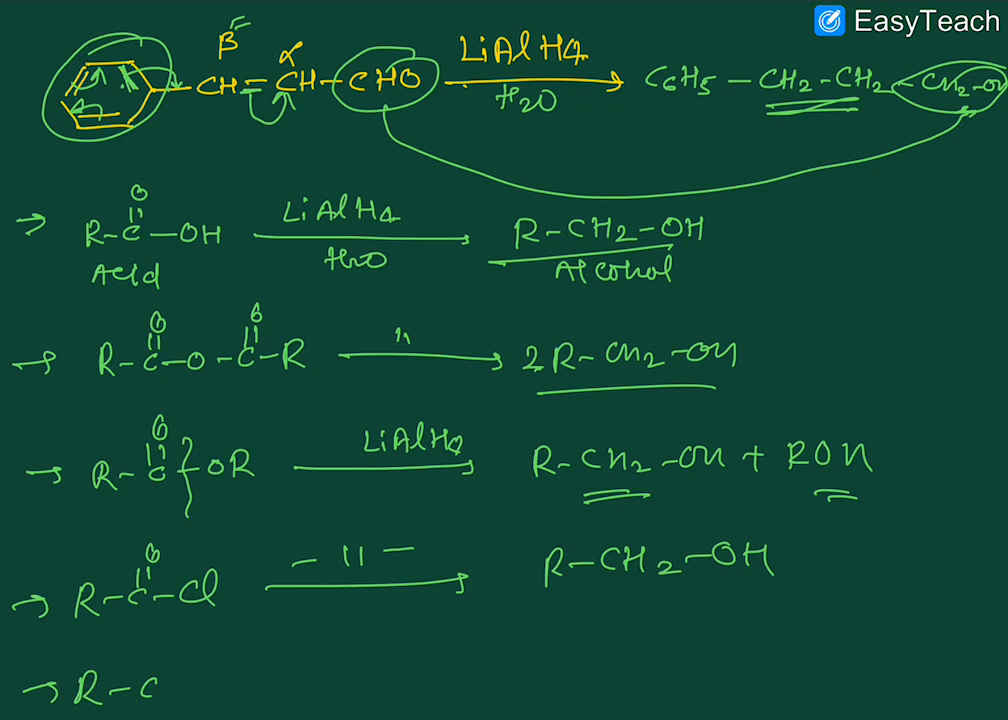 EasyTeach
β α
CH=CH-CHO LiAlH4 H2O → C6H5-CH2-CH2-CH2-OH
→ R-C(=O)-OH LiAlH4 H2O → R-CH2-OH
Acid Alcohol
→ R-C(=O)-O-C(=O)-R 〃 → 2R-CH2-OH
→ R-C(=O)-OR LiAlH4 → R-CH2-OH + ROH
→ R-C(=O)-Cl -〃- → R-CH2-OH
→ R-C